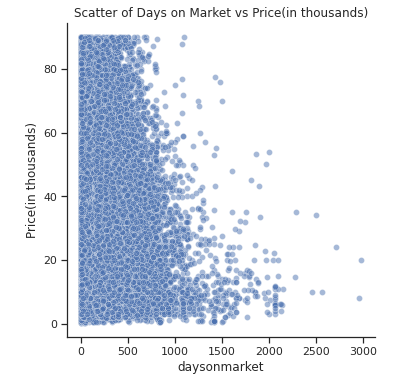 Scatter of Days on Market vs Price(in thousands)
Price(in thousands)
80
60
40
20
0
0 500 1000 1500 2000 2500 3000
daysonmarket